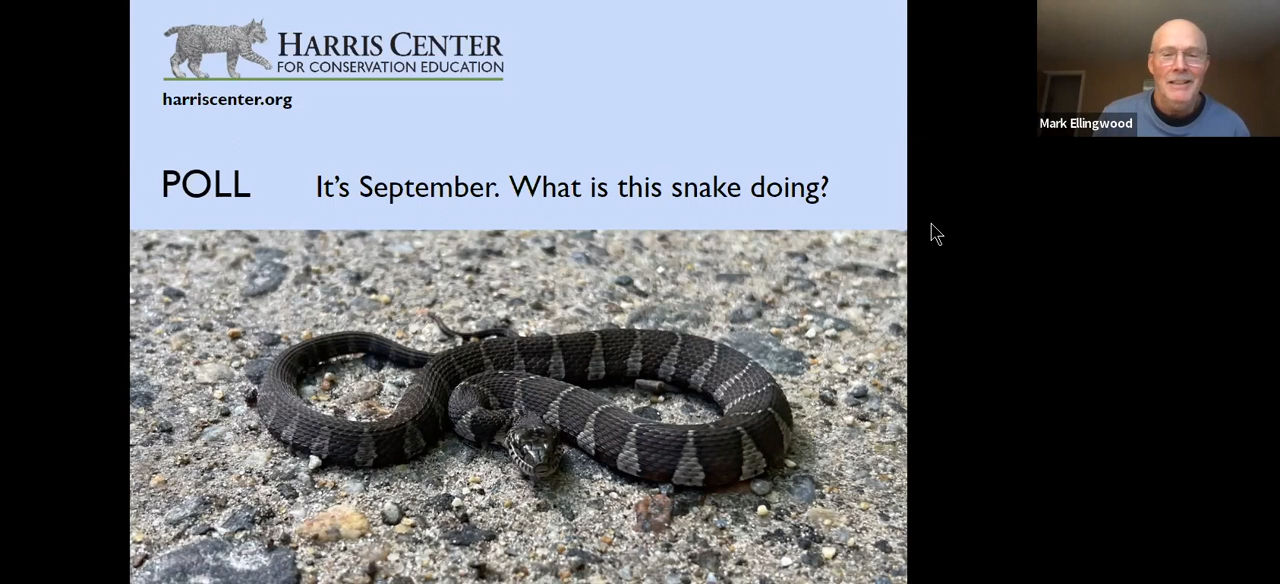 HARRIS CENTER
FOR CONSERVATION EDUCATION
harriscenter.org
POLL It's September. What is this snake doing?
Mark Ellingwood